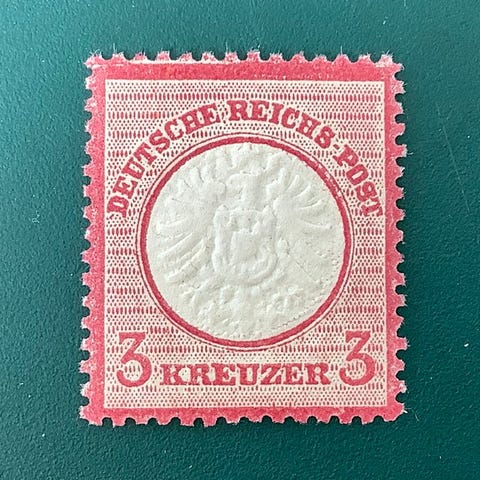 DEUTSCHE REICHS-POST
3 KREUZER 3